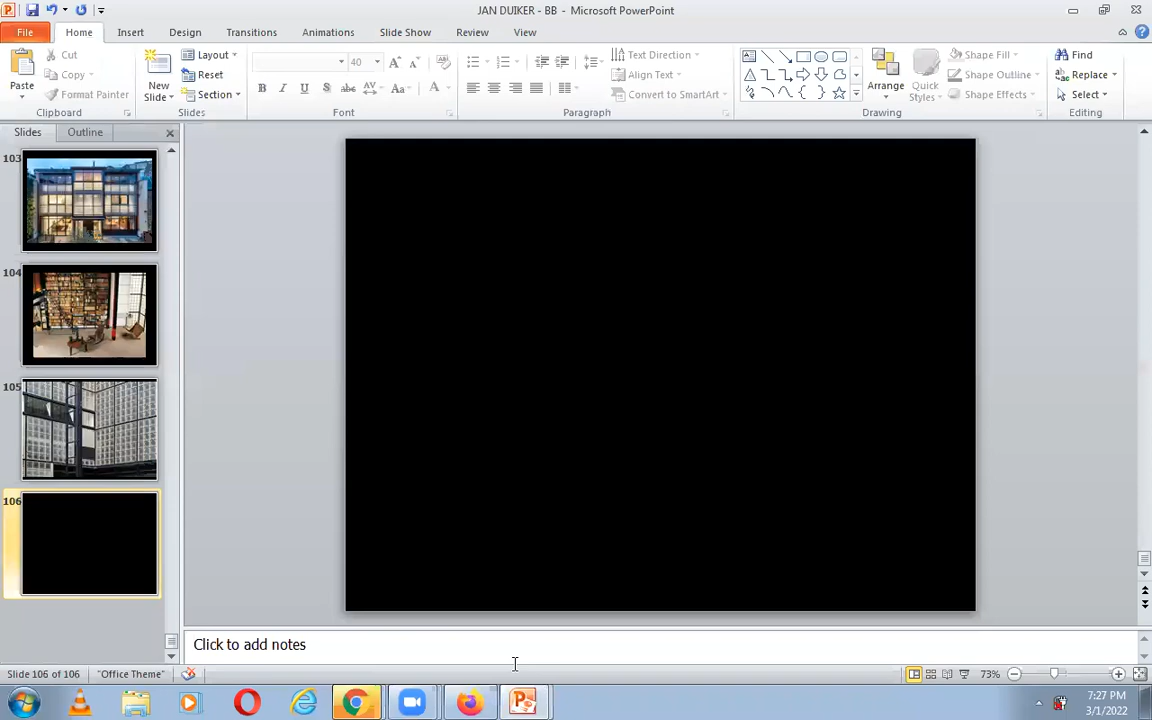 JAN DUIKER - BB - Microsoft PowerPoint
File Home Insert Design Transitions Animations Slide Show Review View
Paste
Cut
Copy
Format Painter
Clipboard
New Slide
Layout
Reset
Section
Slides
40
B I U S abc AV Aa A
Font
Text Direction
Align Text
Convert to SmartArt
Paragraph
Arrange
Quick Styles
Shape Fill
Shape Outline
Shape Effects
Drawing
Find
Replace
Select
Editing
Slides Outline
103
104
105
106
Click to add notes
Slide 106 of 106 "Office Theme" 73%
7:27 PM
3/1/2022